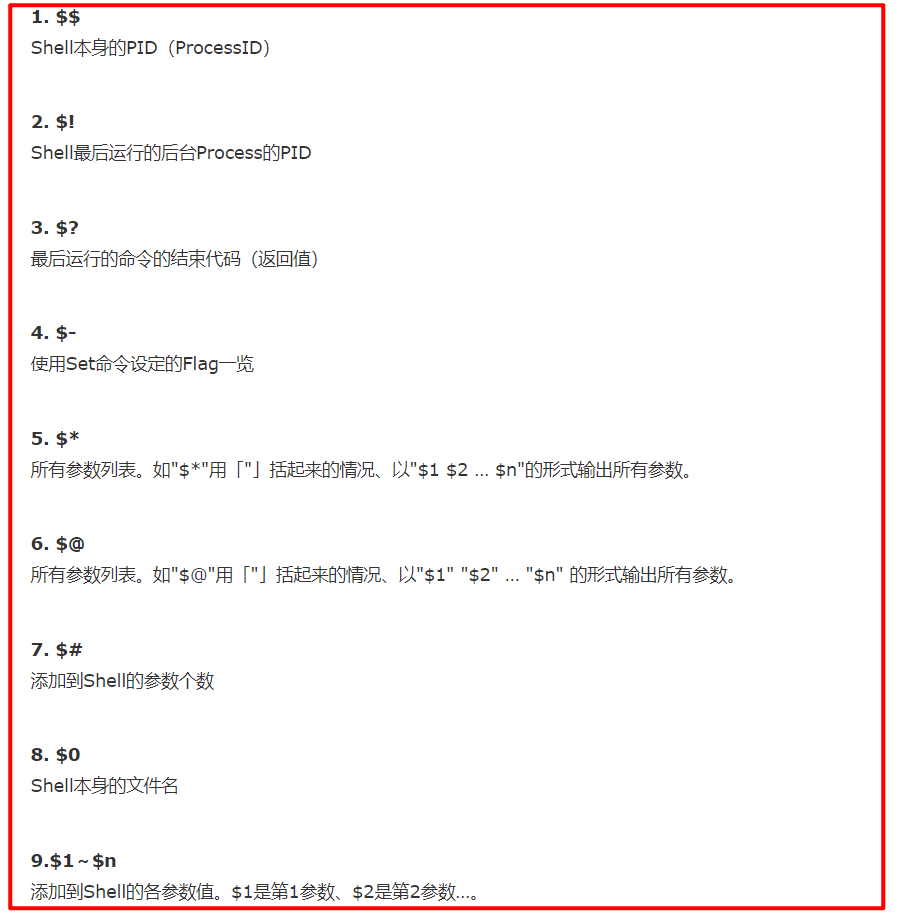 1. $$
Shell本身的PID（ProcessID）
2. $!
Shell最后运行的后台Process的PID
3. $?
最后运行的命令的结束代码（返回值）
4. $-
使用Set命令设定的Flag一览
5. $*
所有参数列表。如"$*"用「"」括起来的情况、以"$1 $2 … $n"的形式输出所有参数。
6. $@
所有参数列表。如"$@"用「"」括起来的情况、以"$1" "$2" … "$n" 的形式输出所有参数。
7. $#
添加到Shell的参数个数
8. $0
Shell本身的文件名
9.$1～$n
添加到Shell的各参数值。$1是第1参数、$2是第2参数…。